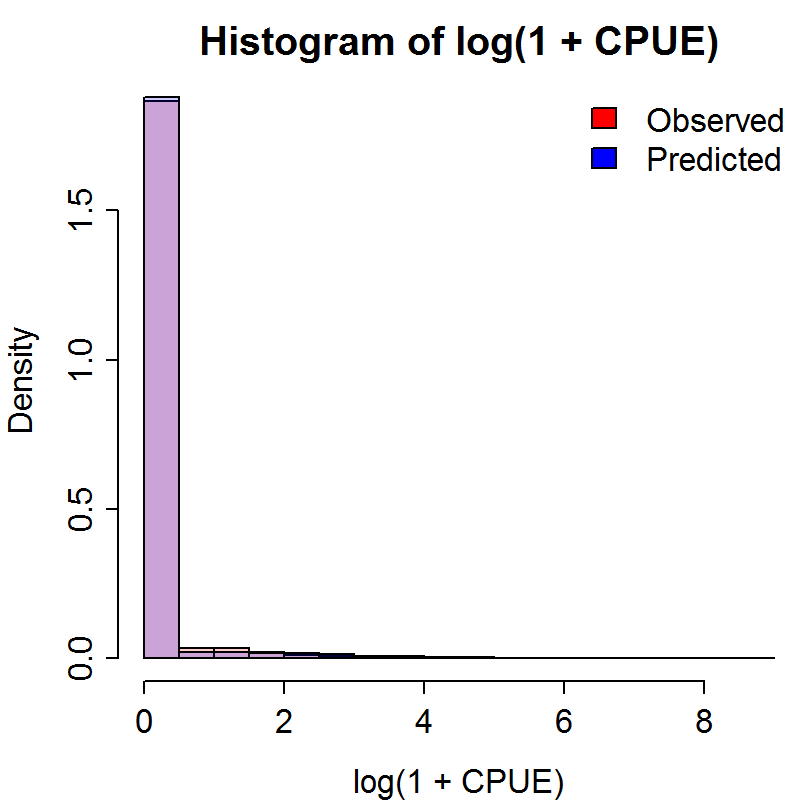 Histogram of log(1 + CPUE)
Observed
Predicted
Density
1.5
1.0
0.5
0.0
0 2 4 6 8
log(1 + CPUE)